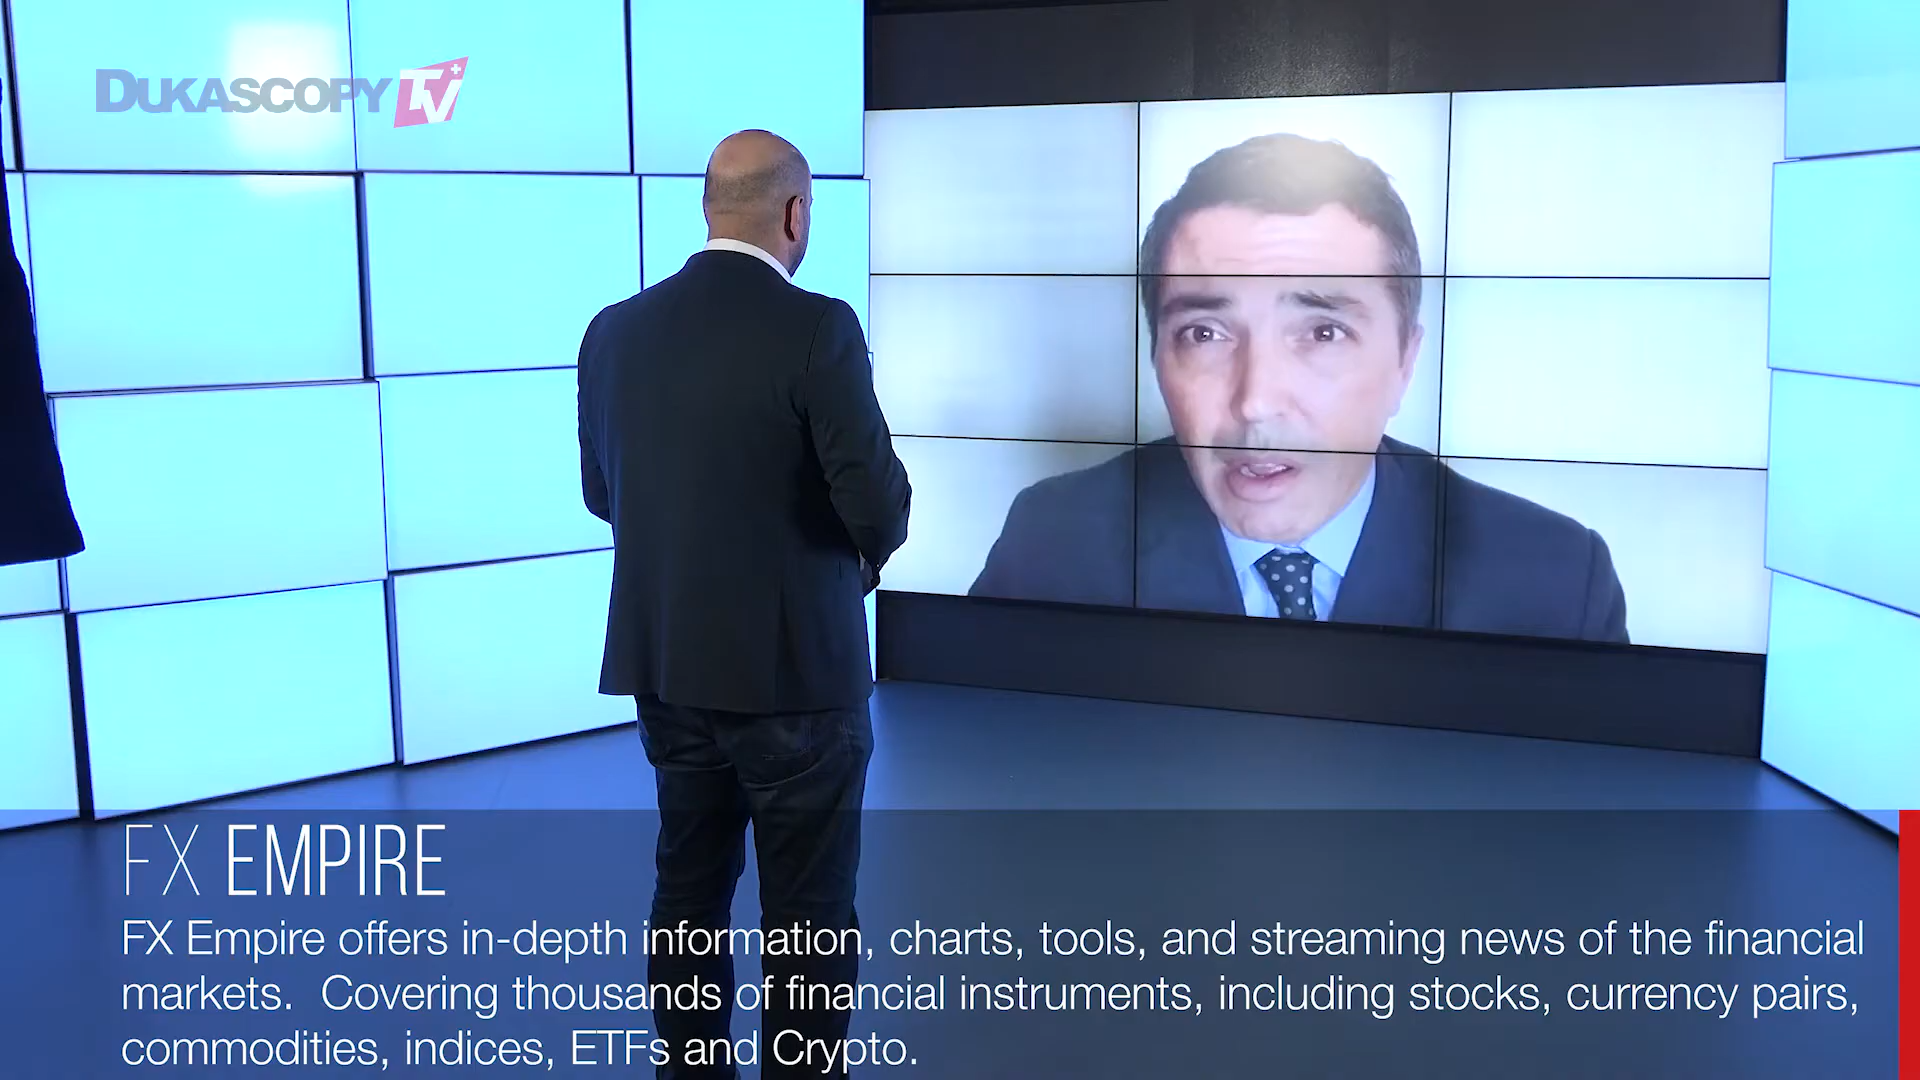 DUKASCOPY TV
FX EMPIRE
FX Empire offers in-depth information, charts, tools, and streaming news of the financial
markets.  Covering thousands of financial instruments, including stocks, currency pairs,
commodities, indices, ETFs and Crypto.